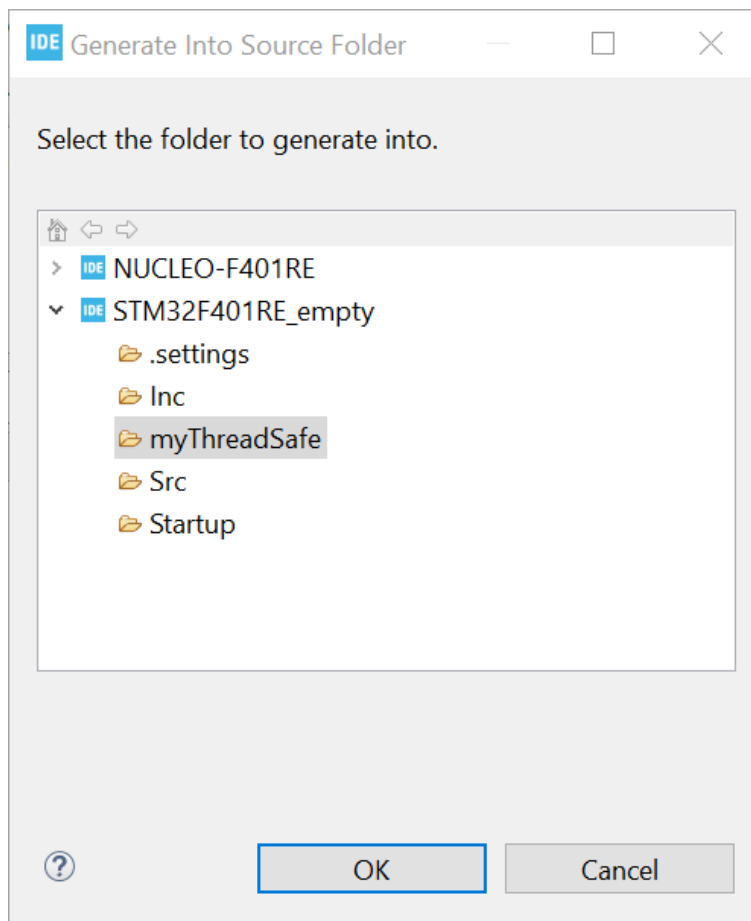 IDE Generate Into Source Folder
Select the folder to generate into.
IDE NUCLEO-F401RE
IDE STM32F401RE_empty
.settings
Inc
myThreadSafe
Src
Startup
? OK Cancel